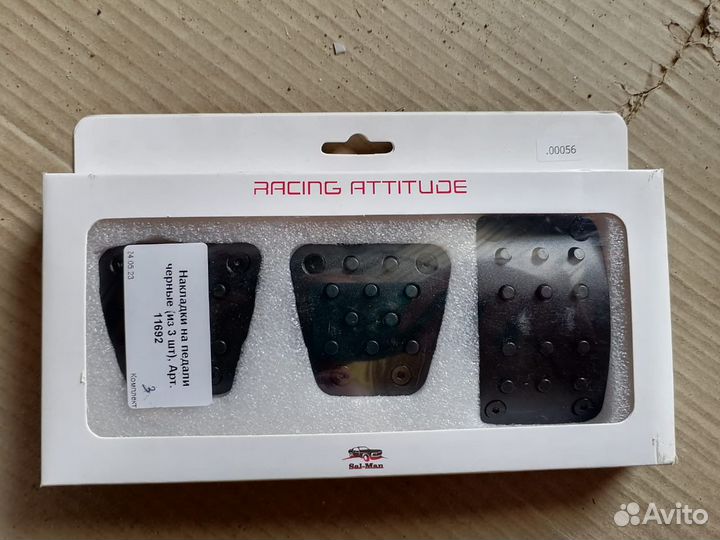 .00056
RACING ATTITUDE
24.05.23
Накладки на педали
черные (из 3 шт), Арт.
11692
Комплект
3
Sal-Man
Avito